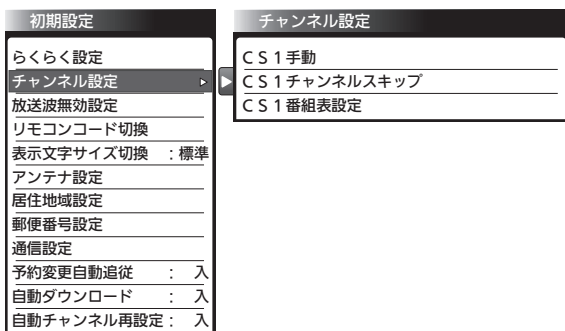 初期設定
らくらく設定
チャンネル設定
放送波無効設定
リモコンコード切換
表示文字サイズ切換 ：標準
アンテナ設定
居住地域設定
郵便番号設定
通信設定
予約変更自動追従 ： 入
自動ダウンロード ： 入
自動チャンネル再設定： 入
チャンネル設定
ＣＳ１手動
ＣＳ１チャンネルスキップ
ＣＳ１番組表設定